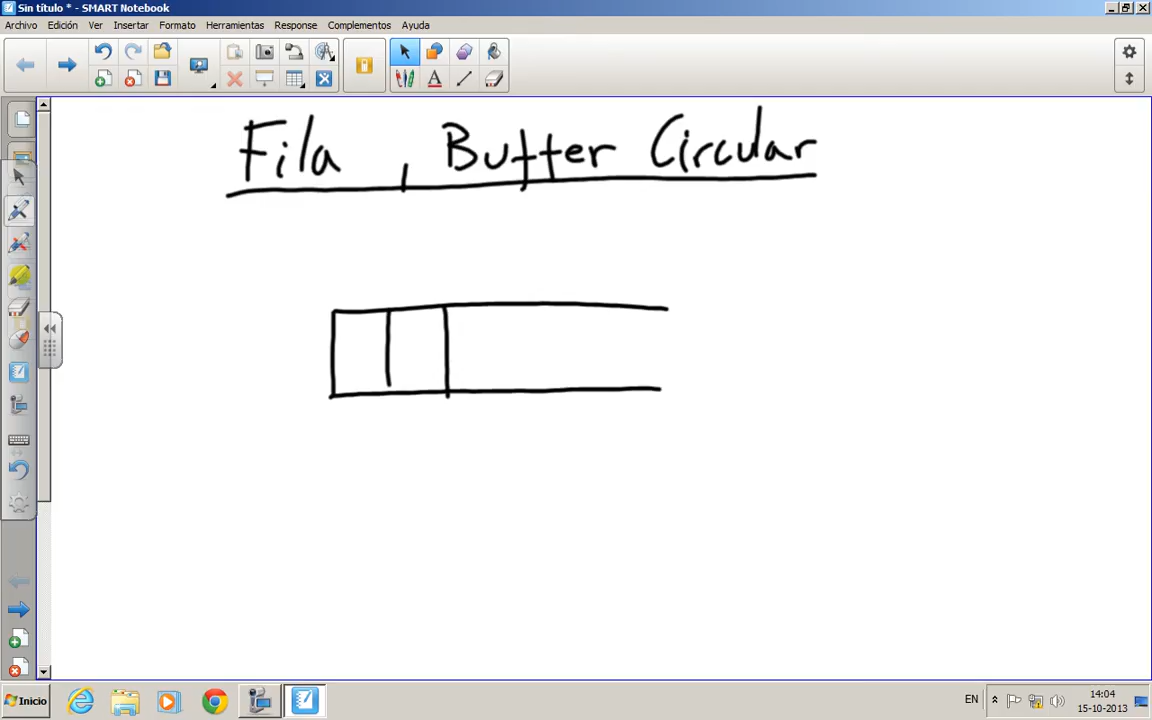 Sin título * - SMART Notebook
Archivo Edición Ver Insertar Formato Herramientas Response Complementos Ayuda
Fila , Buffer Circular
Inicio
EN
14:04
15-10-2013